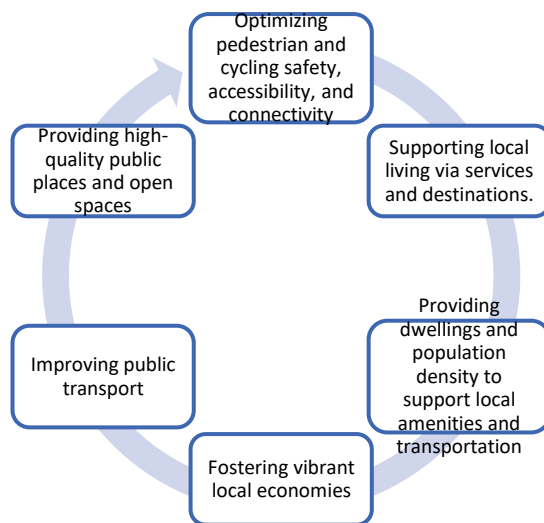 Optimizing
pedestrian and
cycling safety,
accessibility, and
connectivity
Supporting local
living via services
and destinations.
Providing
dwellings and
population
density to
support local
amenities and
transportation
Fostering vibrant
local economies
Improving public
transport
Providing high-
quality public
places and open
spaces